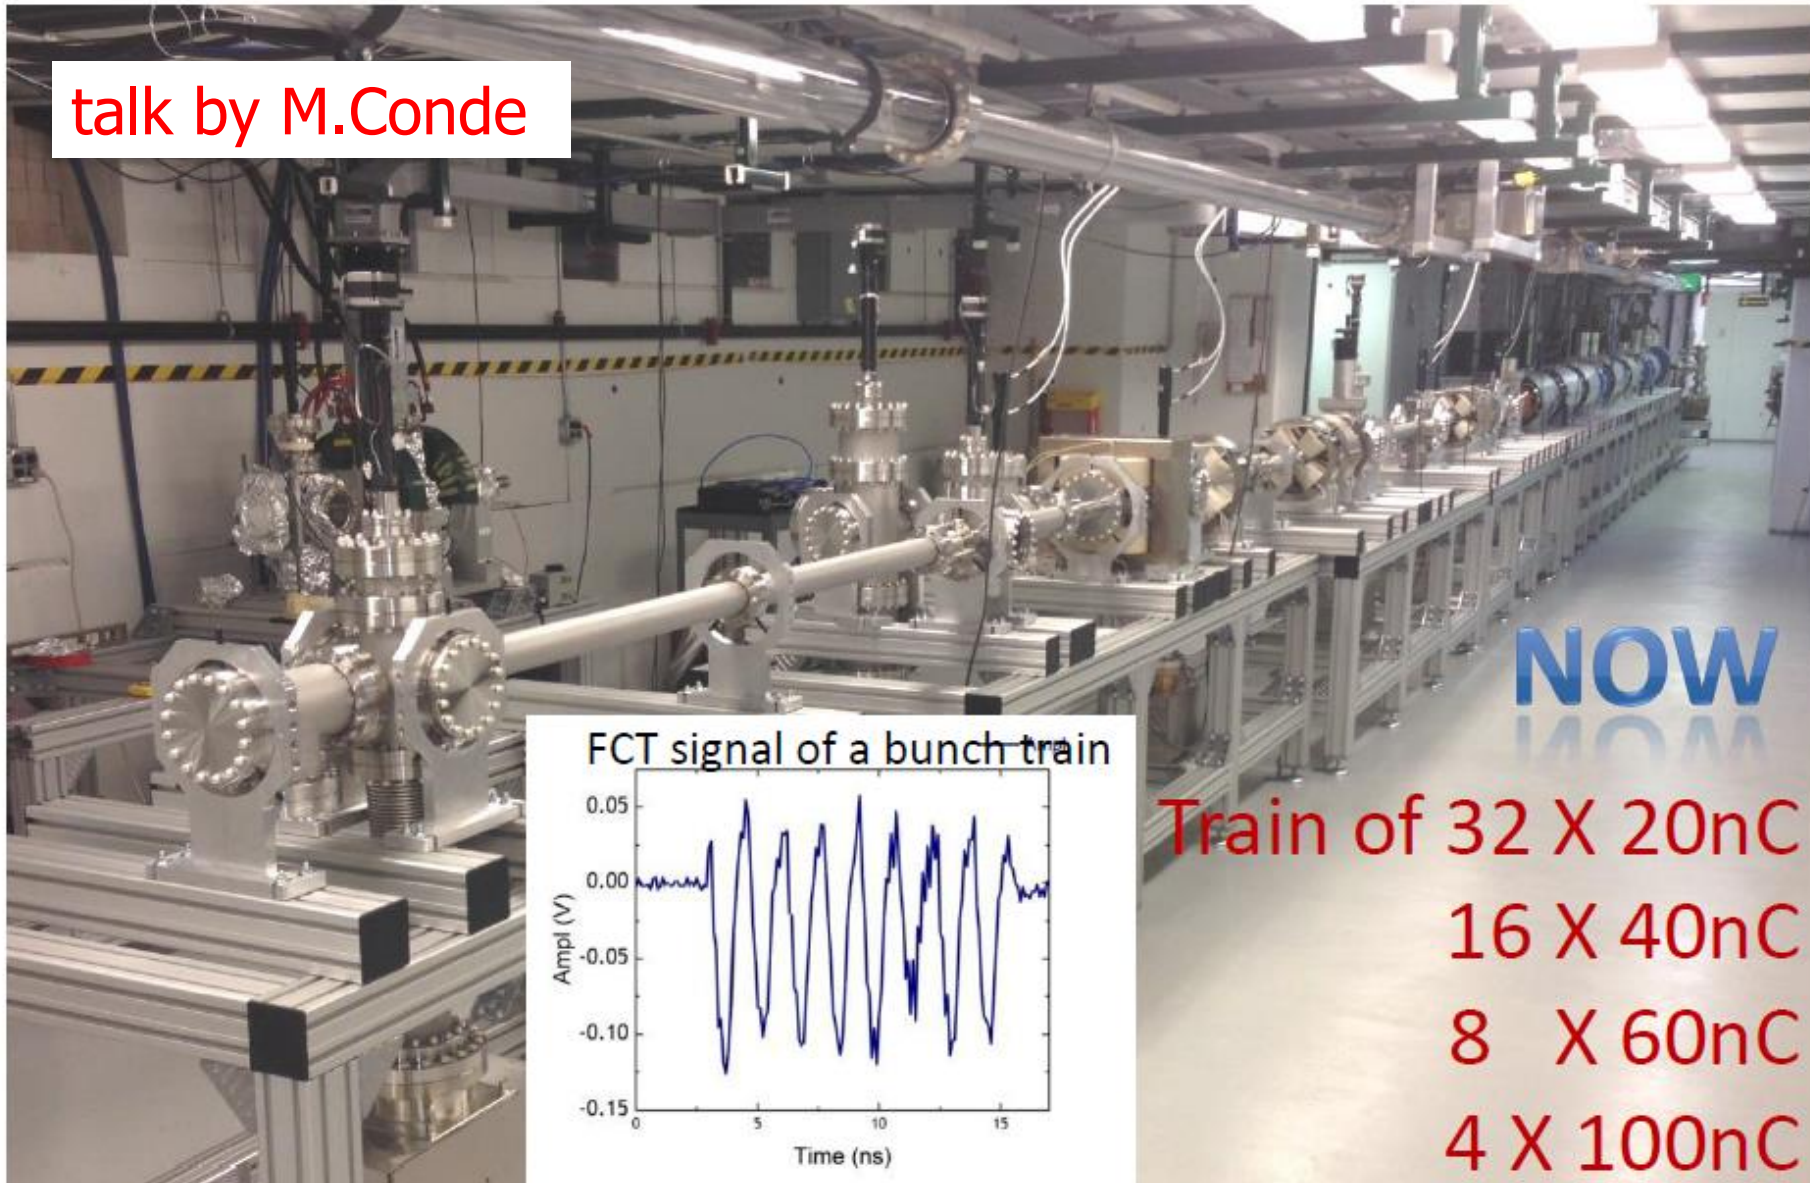 talk by M.Conde
NOW
FCT signal of a bunch train
Ampl
0.05
0.00
-0.05
-0.10
-0.15
Ampl (V)
0
5
10
15
Time (ns)
Train of 32 X 20nC
16 X 40nC
8 X 60nC
4 X 100nC